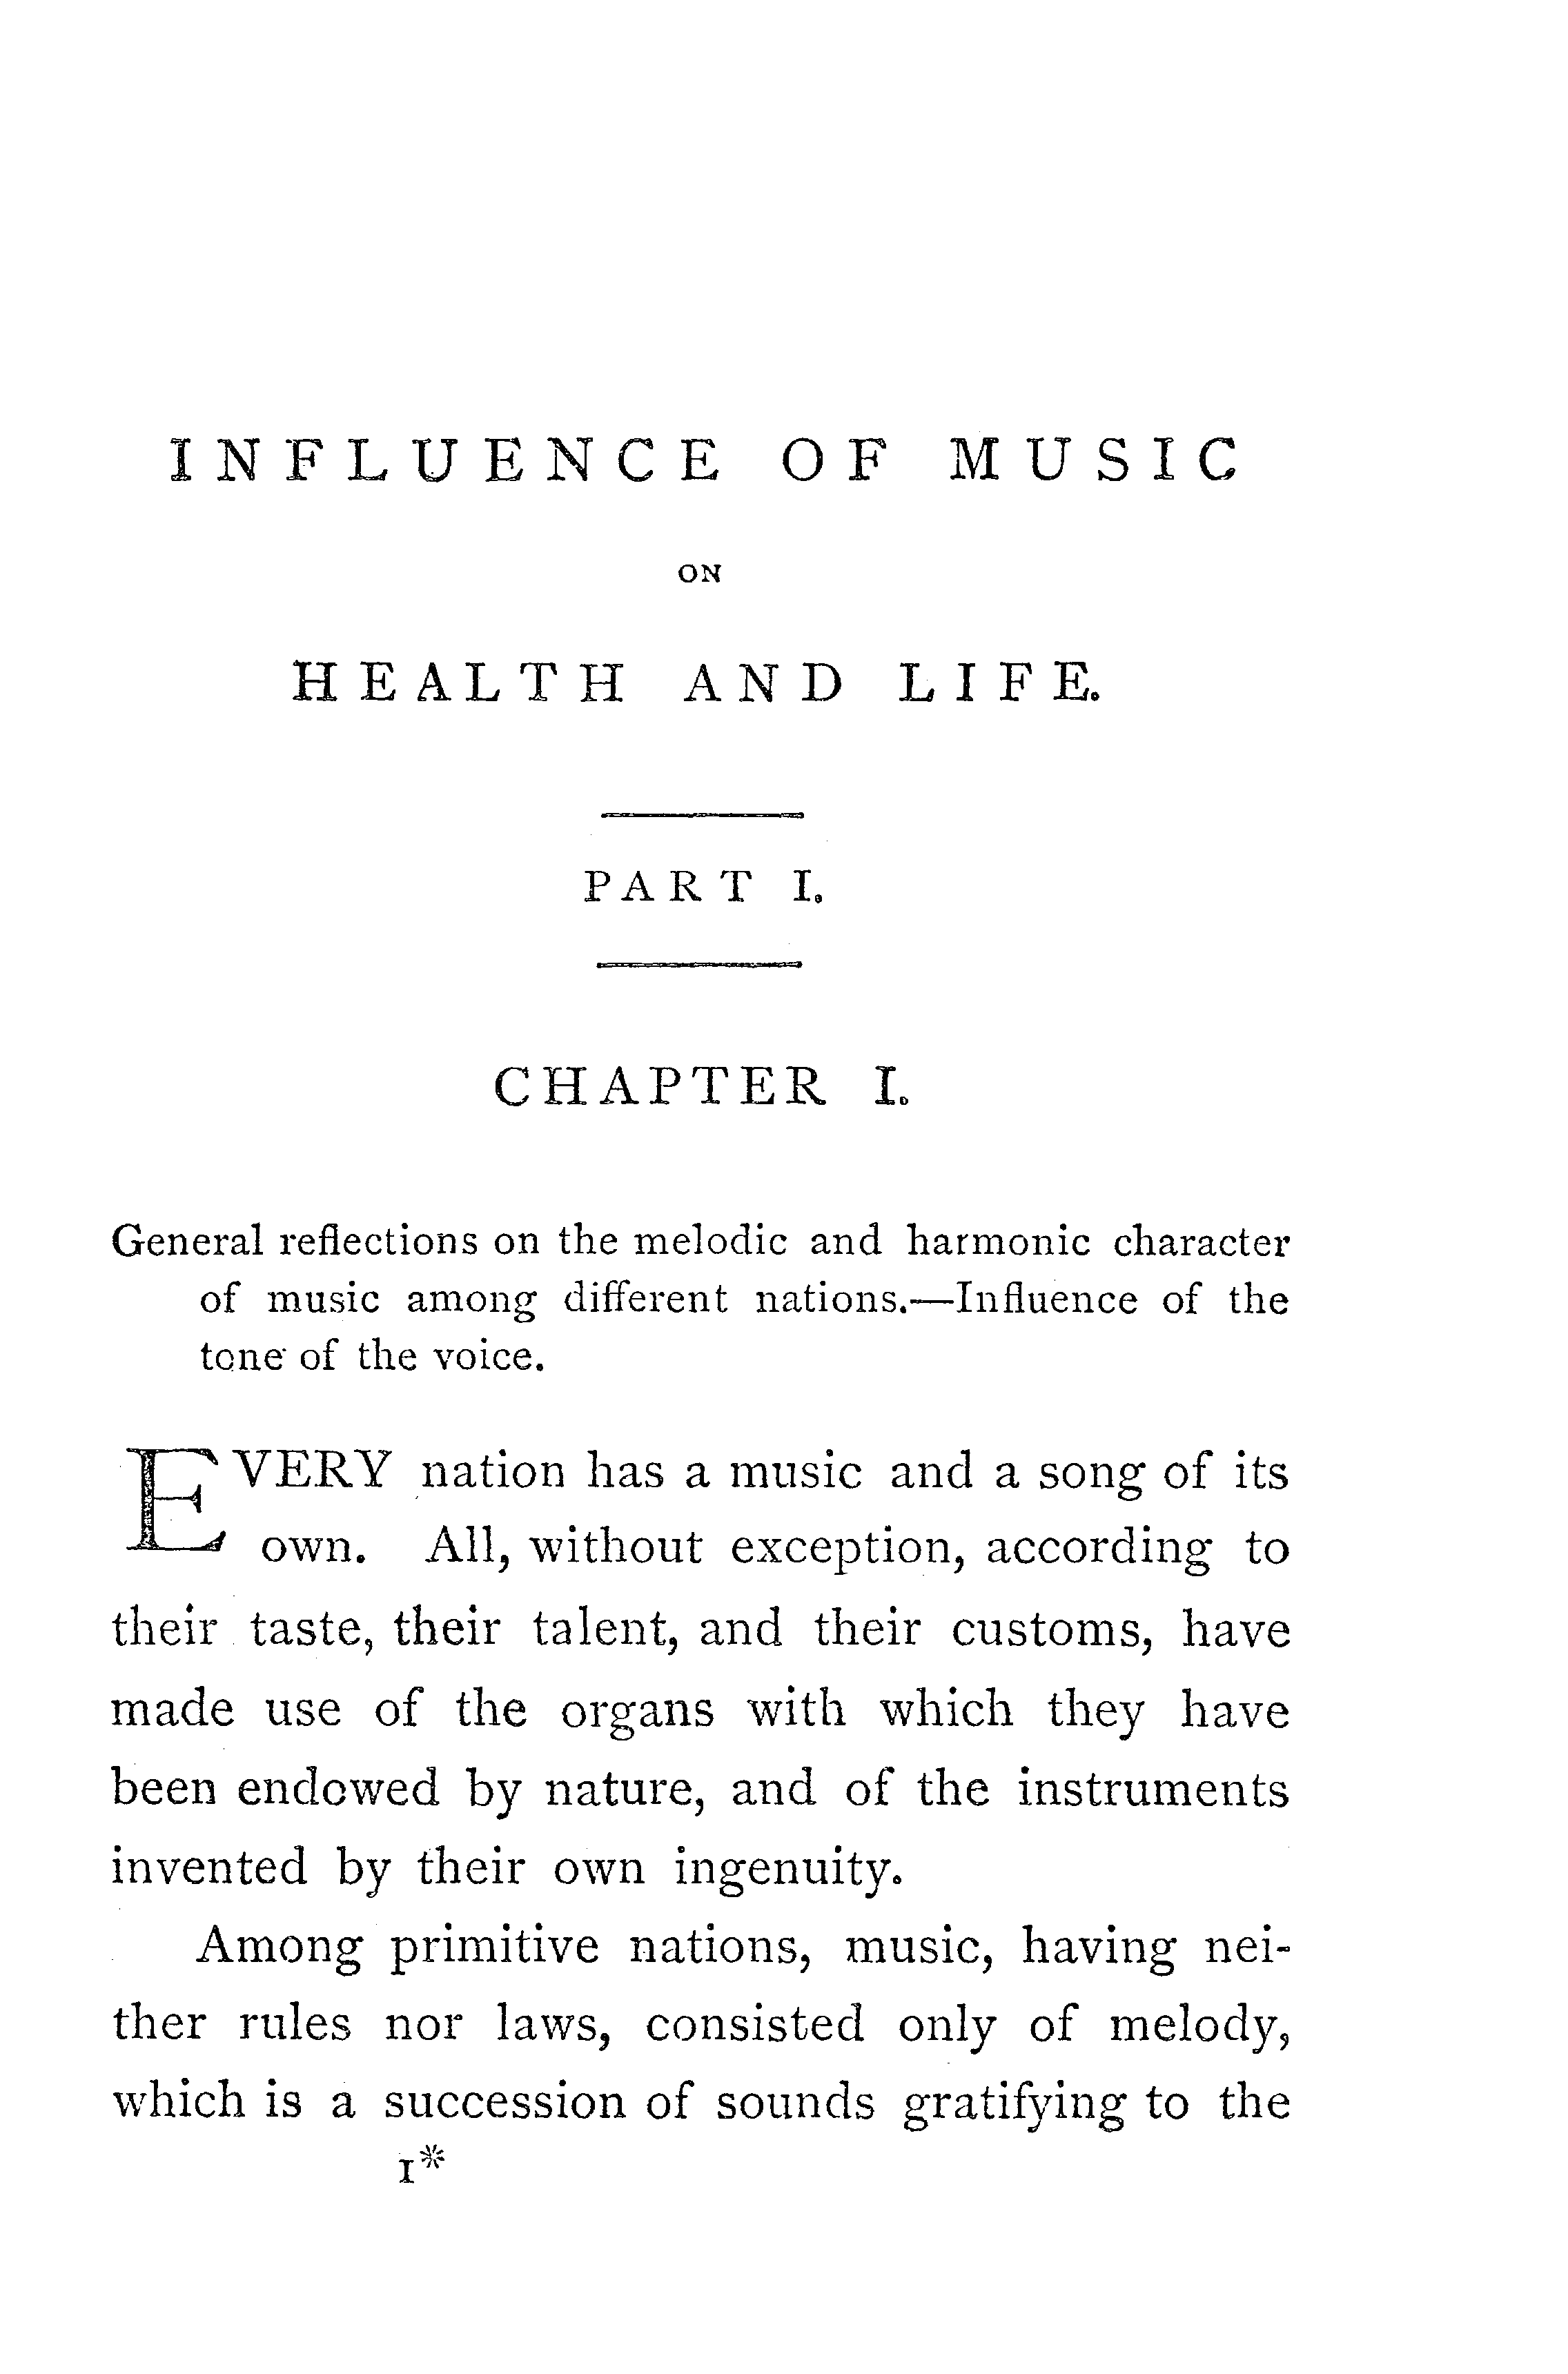 INFLUENCE OF MUSIC
ON
HEALTH AND LIFE.
PART I.
CHAPTER I.
General reflections on the melodic and harmonic character
of music among different nations.—Influence of the
tone of the voice.
EVERY nation has a music and a song of its
own. All, without exception, according to
their taste, their talent, and their customs, have
made use of the organs with which they have
been endowed by nature, and of the instruments
invented by their own ingenuity.
Among primitive nations, music, having nei-
ther rules nor laws, consisted only of melody,
which is a succession of sounds gratifying to the
1*